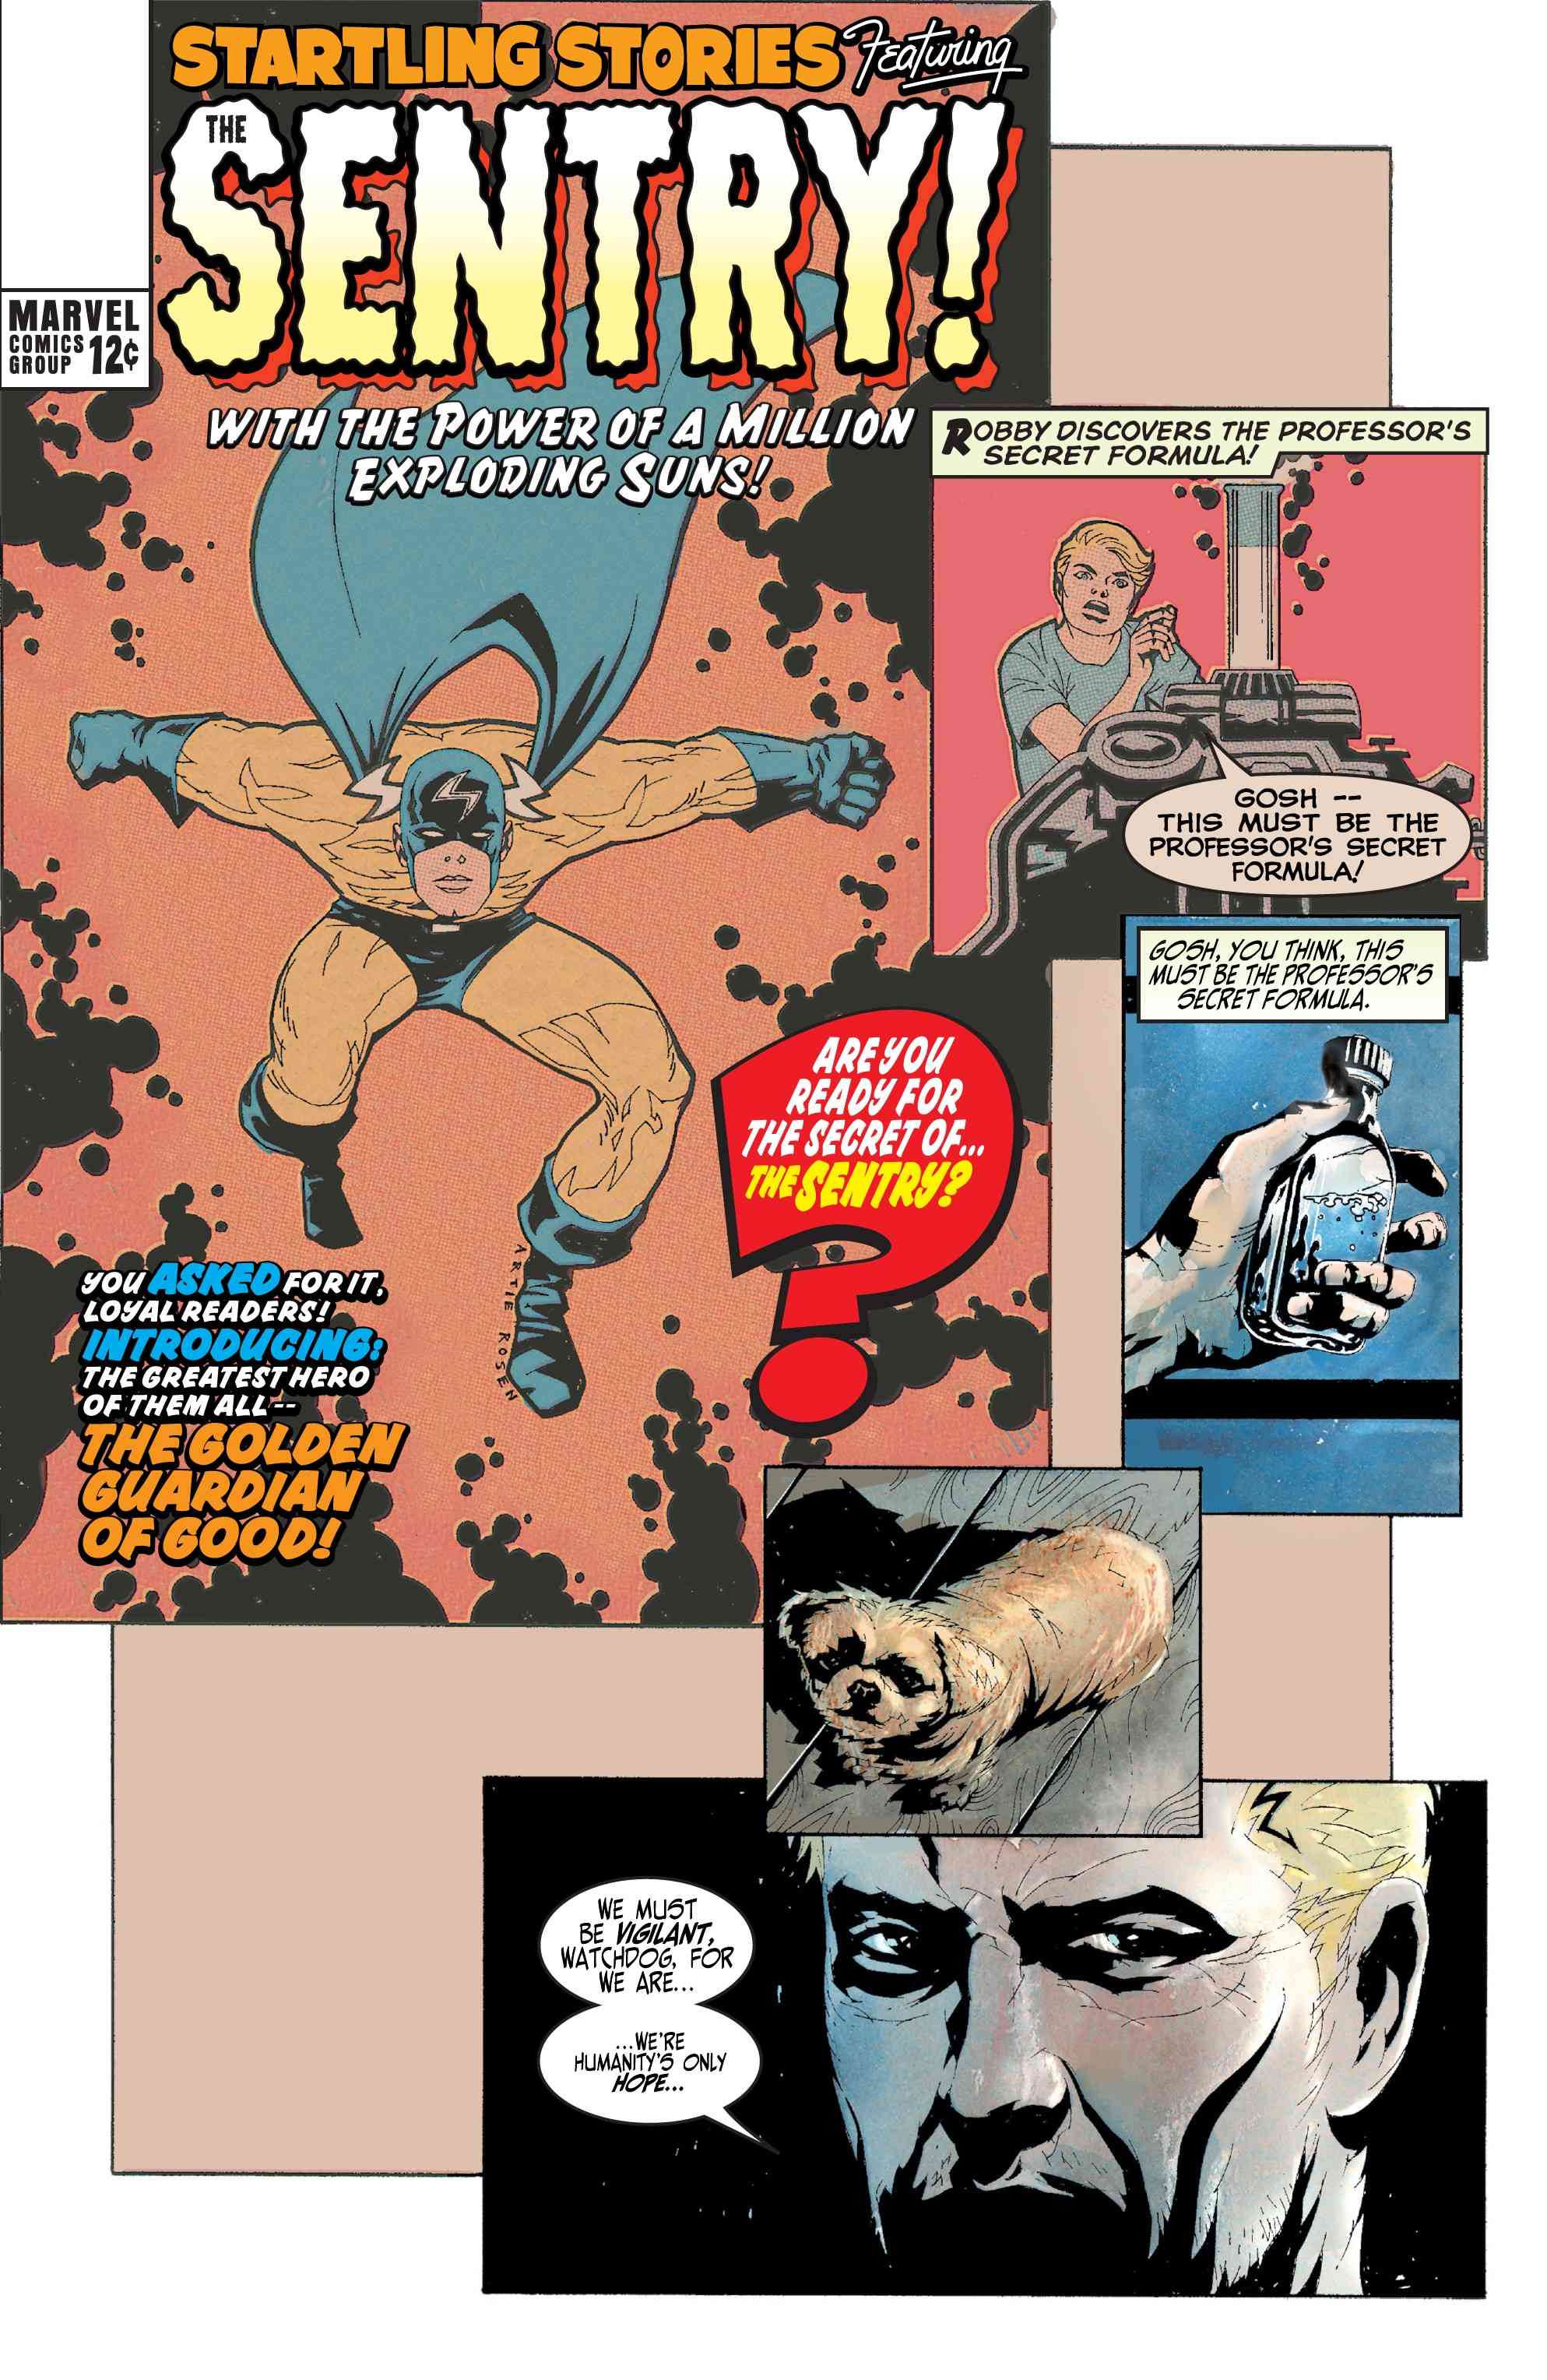 STARTLING STORIES Featuring
THE
SENTRY!
MARVEL
COMICS
GROUP 12¢
WITH THE POWER OF A MILLION
EXPLODING SUNS!
ROBBY DISCOVERS THE PROFESSOR'S
SECRET FORMULA!
GOSH --
THIS MUST BE THE
PROFESSOR'S SECRET
FORMULA!
GOSH, YOU THINK, THIS
MUST BE THE PROFESSOR'S
SECRET FORMULA.
ARE YOU
READY FOR
THE SECRET OF...
THE SENTRY?
ARTIE ROSEN
YOU ASKED FOR IT,
LOYAL READERS!
INTRODUCING:
THE GREATEST HERO
OF THEM ALL--
THE GOLDEN
GUARDIAN
OF GOOD!
WE MUST
BE VIGILANT,
WATCHDOG, FOR
WE ARE...
...WE'RE
HUMANITY'S ONLY
HOPE...